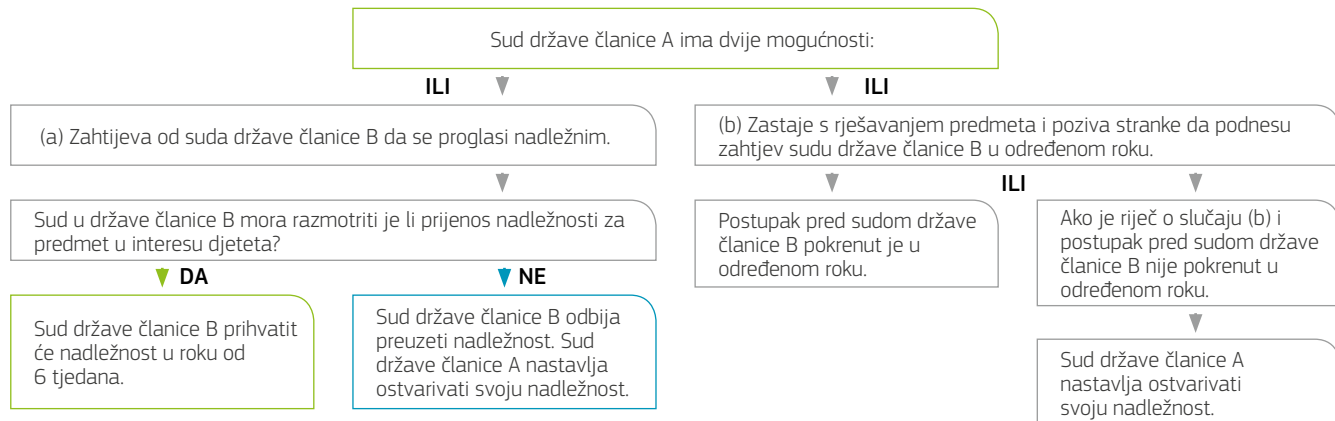 Sud države članice A ima dvije mogućnosti:
ILI
ILI
(a) Zahtijeva od suda države članice B da se proglasi nadležnim.
(b) Zastaje s rješavanjem predmeta i poziva stranke da podnesu
zahtjev sudu države članice B u određenom roku.
ILI
Sud u države članice B mora razmotriti je li prijenos nadležnosti za
predmet u interesu djeteta?
Postupak pred sudom države
članice B pokrenut je u
određenom roku.
Ako je riječ o slučaju (b) i
postupak pred sudom države
članice B nije pokrenut u
određenom roku.
DA
NE
Sud države članice B prihvatit
će nadležnost u roku od
6 tjedana.
Sud države članice B odbija
preuzeti nadležnost. Sud
države članice A nastavlja
ostvarivati svoju nadležnost.
Sud države članice A
nastavlja ostvarivati
svoju nadležnost.